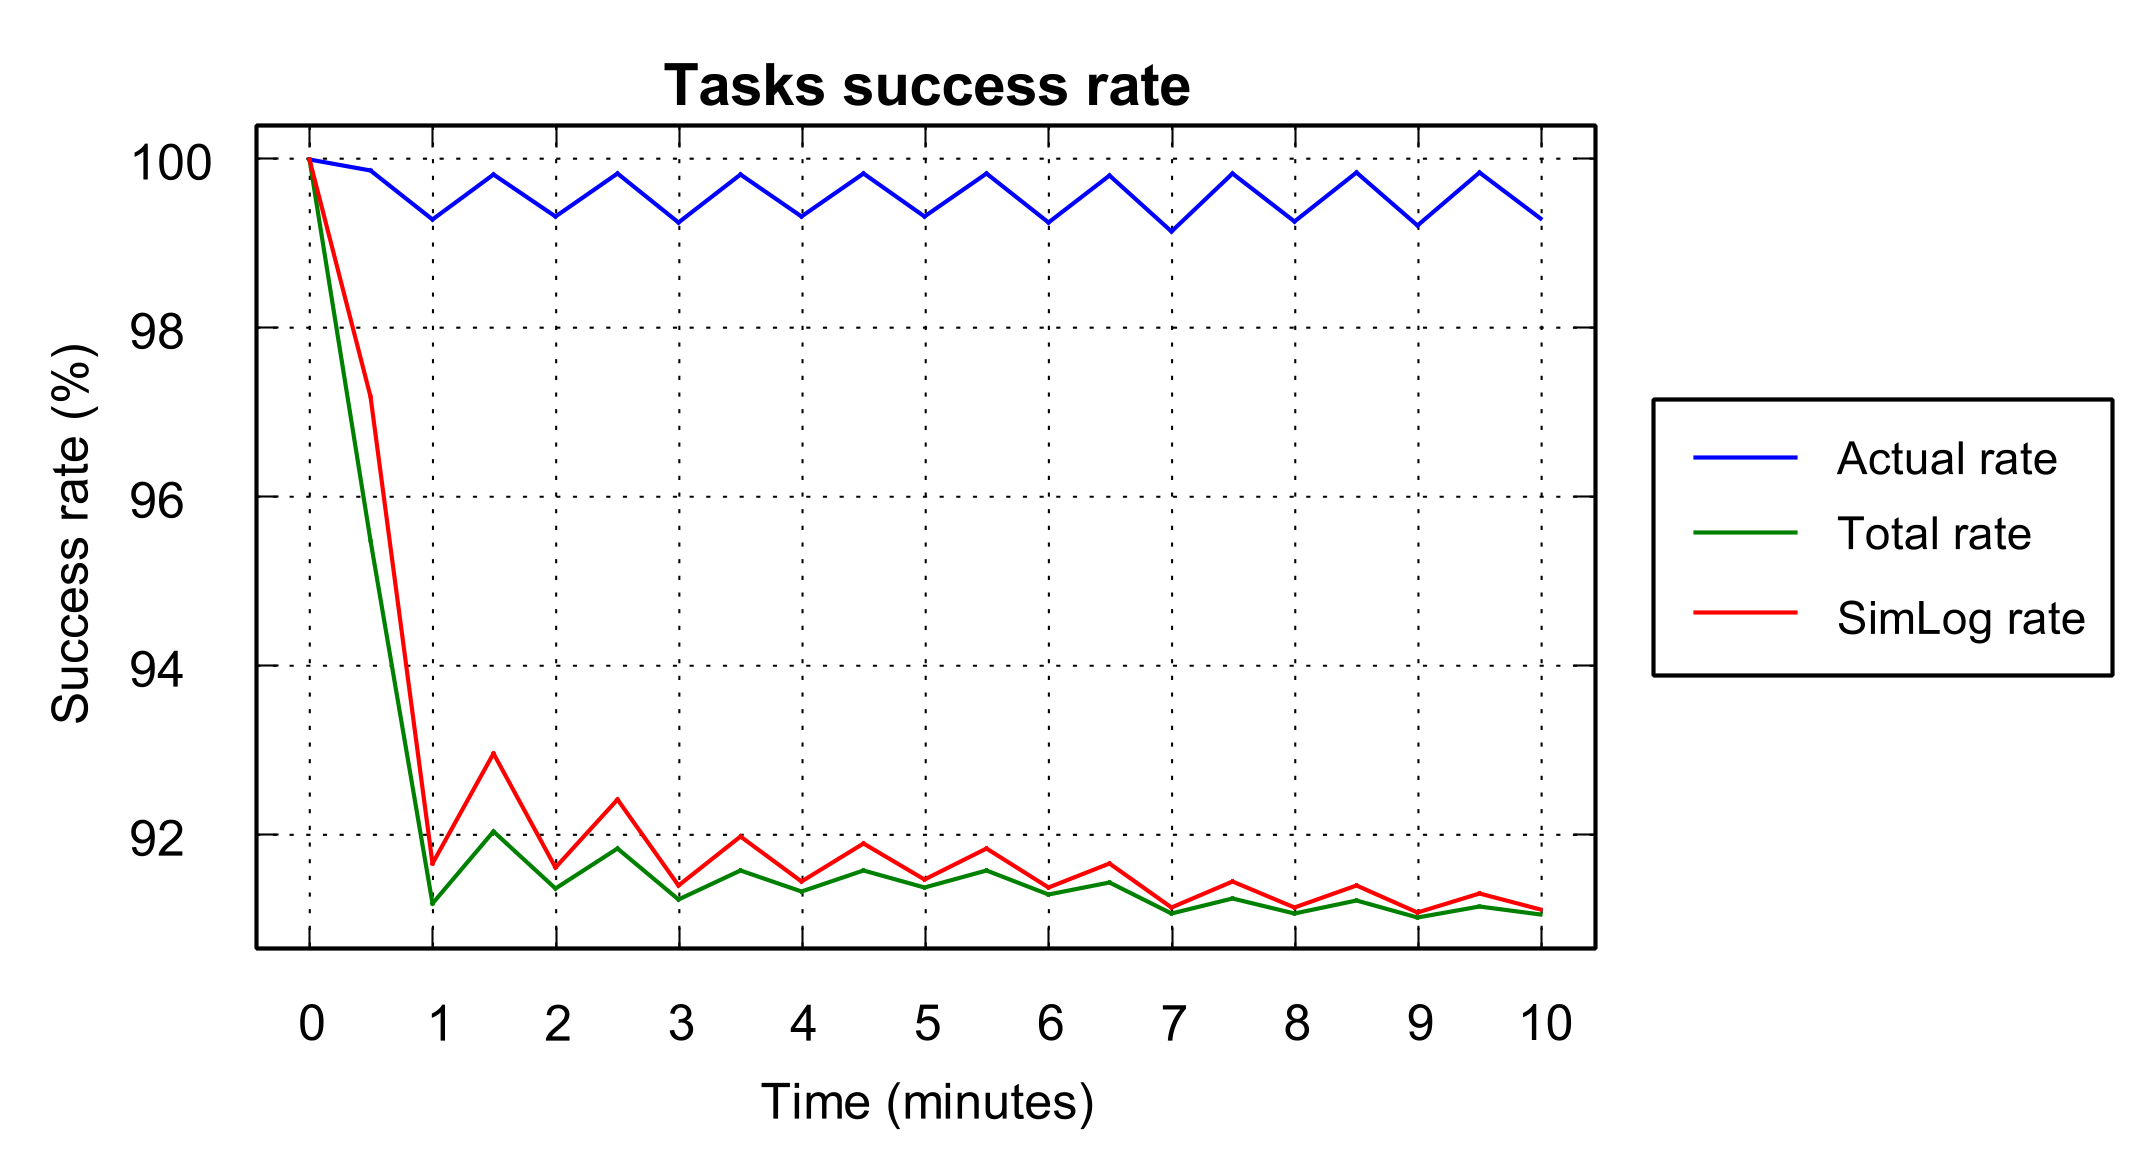 Tasks success rate
100
98
96
94
92
Success rate (%)
0 1 2 3 4 5 6 7 8 9 10
Time (minutes)
Actual rate
Total rate
SimLog rate